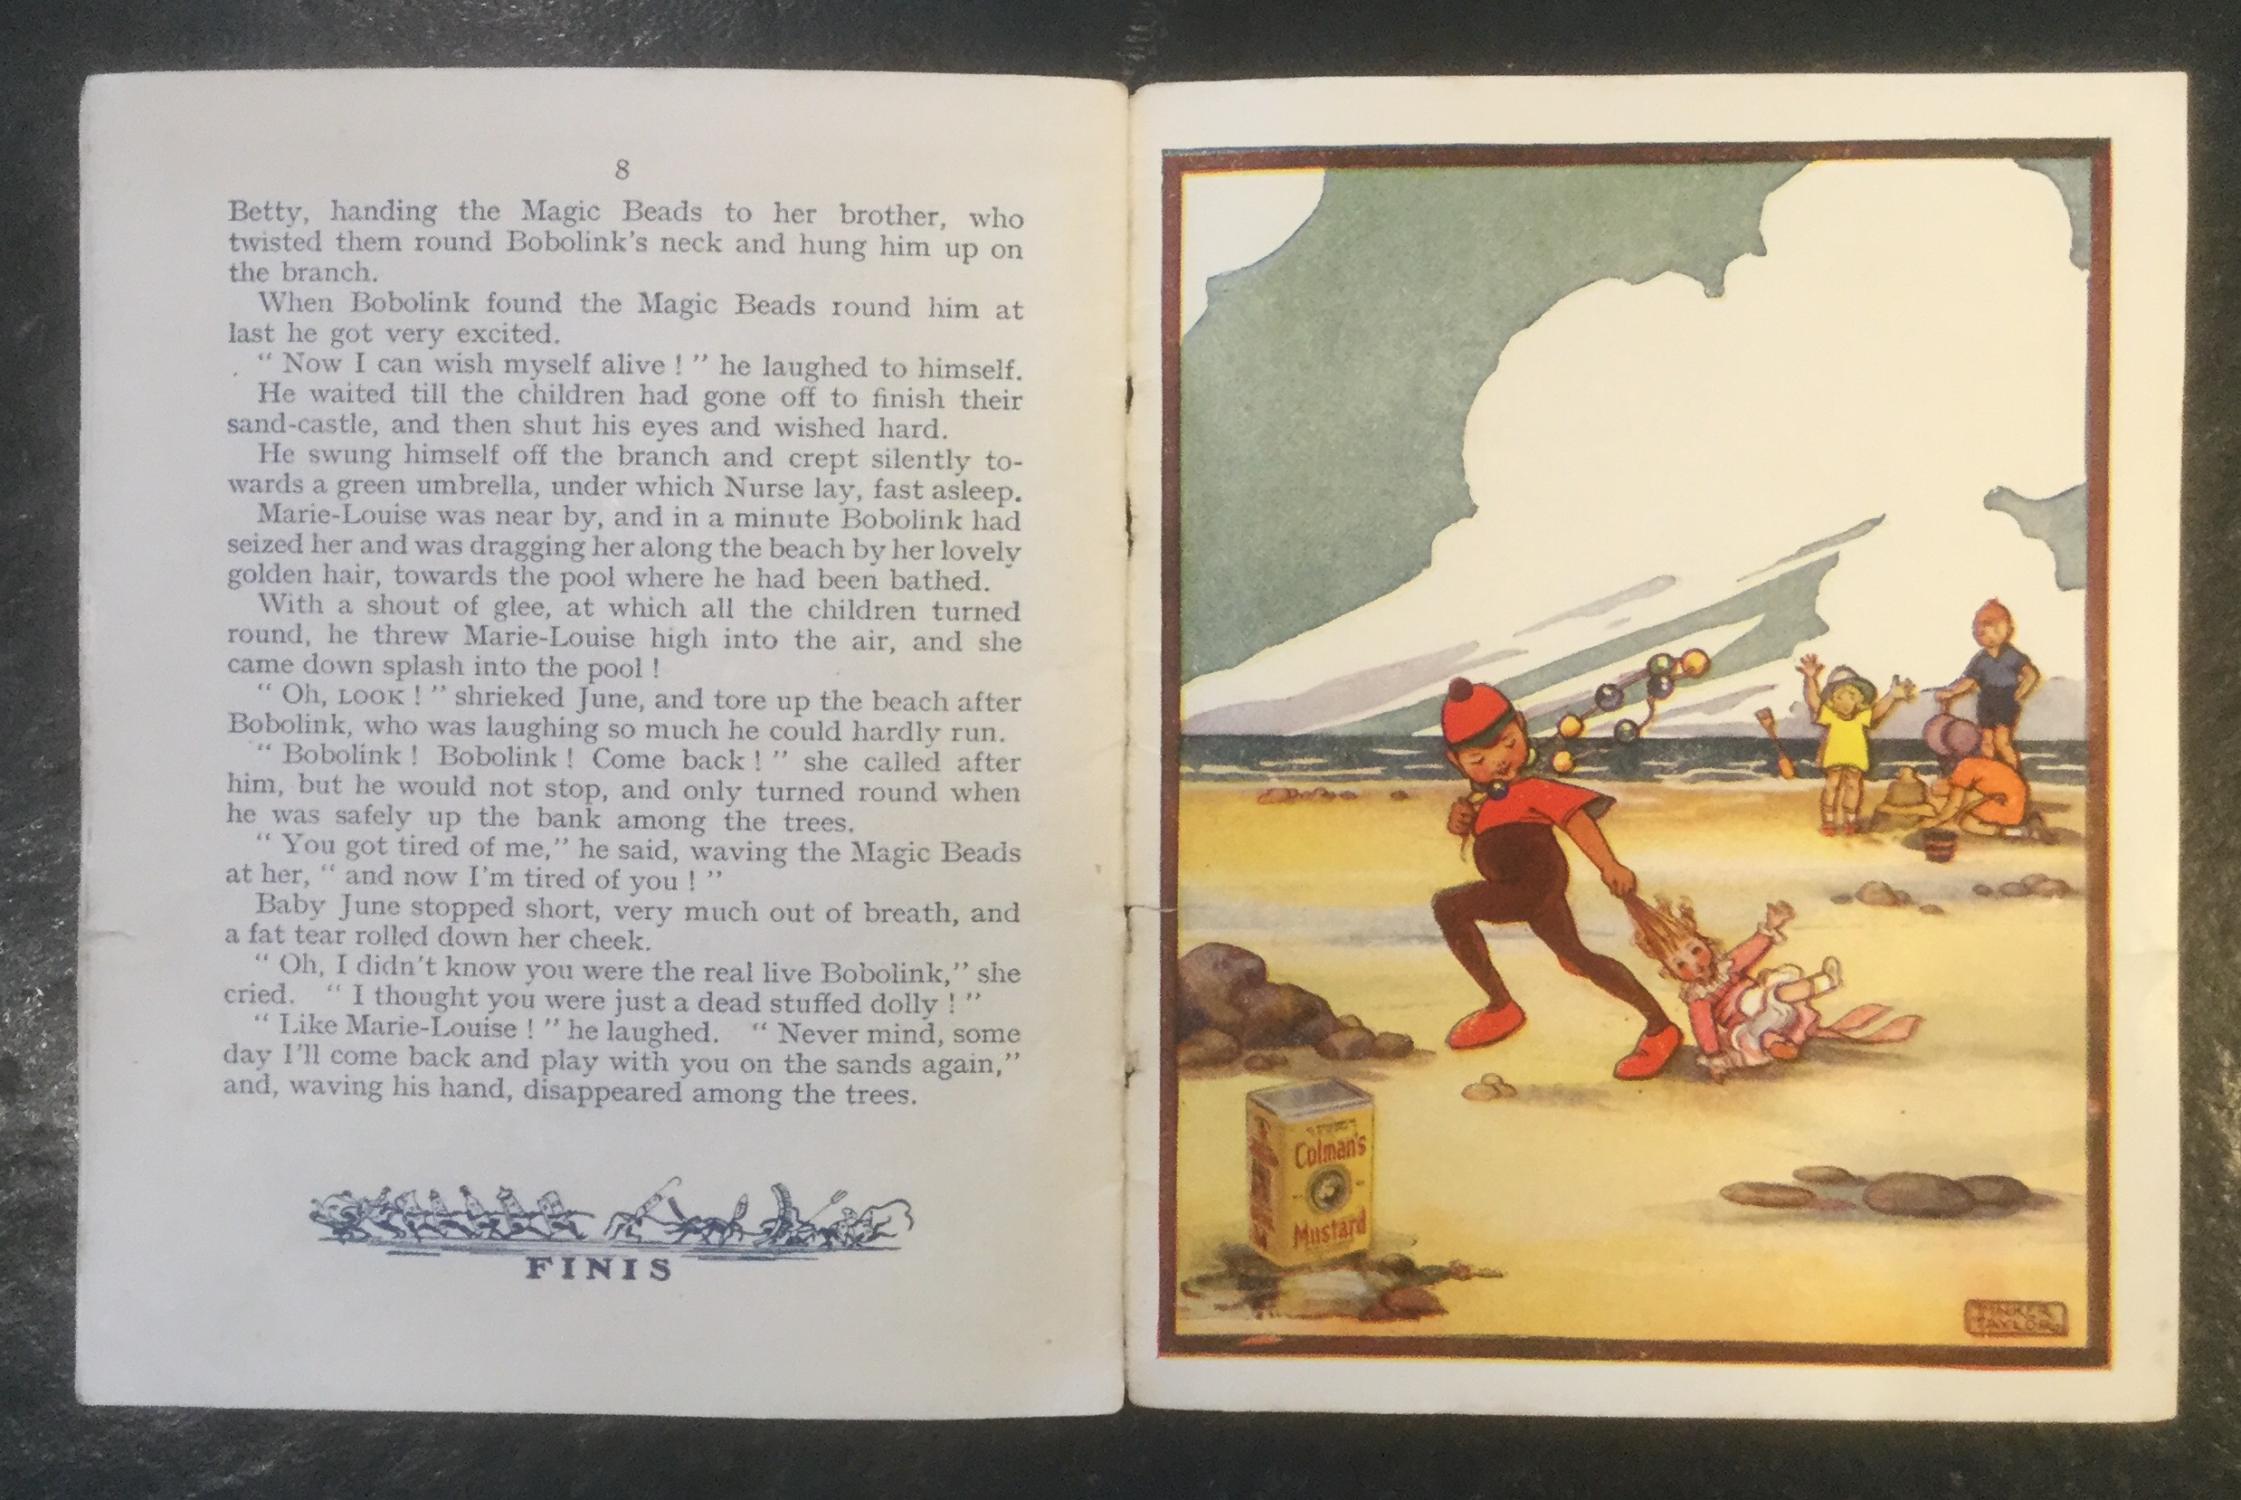 8
Betty, handing the Magic Beads to her brother, who
twisted them round Bobolink's neck and hung him up on
the branch.
When Bobolink found the Magic Beads round him at
last he got very excited.
“ Now I can wish myself alive ! ” he laughed to himself.
He waited till the children had gone off to finish their
sand-castle, and then shut his eyes and wished hard.
He swung himself off the branch and crept silently to-
wards a green umbrella, under which Nurse lay, fast asleep.
Marie-Louise was near by, and in a minute Bobolink had
seized her and was dragging her along the beach by her lovely
golden hair, towards the pool where he had been bathed.
With a shout of glee, at which all the children turned
round, he threw Marie-Louise high into the air, and she
came down splash into the pool !
“ Oh, LOOK ! ” shrieked June, and tore up the beach after
Bobolink, who was laughing so much he could hardly run.
“ Bobolink ! Bobolink ! Come back ! ” she called after
him, but he would not stop, and only turned round when
he was safely up the bank among the trees.
“ You got tired of me,” he said, waving the Magic Beads
at her, “ and now I'm tired of you ! ”
Baby June stopped short, very much out of breath, and
a fat tear rolled down her cheek.
“ Oh, I didn't know you were the real live Bobolink,” she
cried. “ I thought you were just a dead stuffed dolly ! ”
“ Like Marie-Louise ! ” he laughed. “ Never mind, some
day I'll come back and play with you on the sands again,”
and, waving his hand, disappeared among the trees.
FINIS
Colman's
Mustard
TINKER
TAYLOR